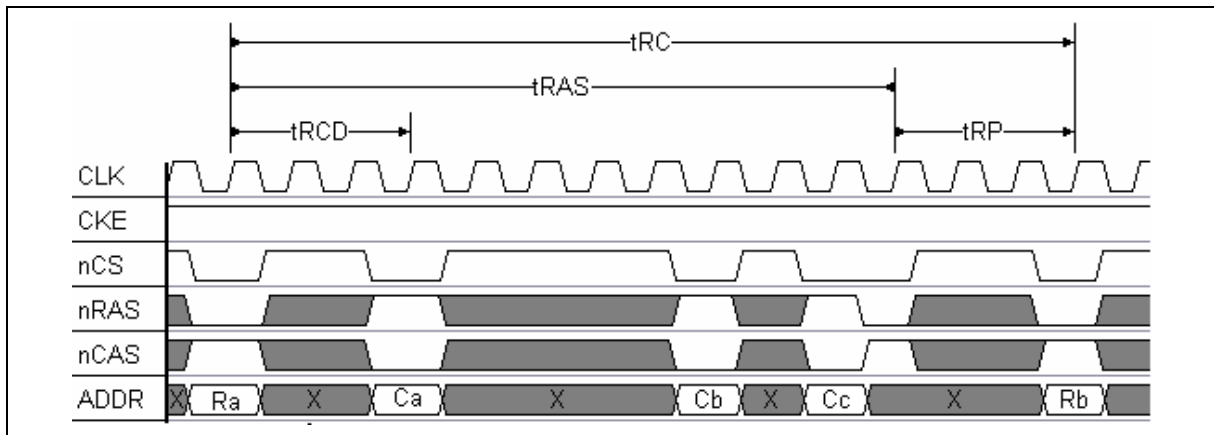 tRC
tRAS
tRCD tRP
CLK
CKE
nCS
nRAS
nCAS
ADDR X Ra X Ca X Cb X Cc X Rb